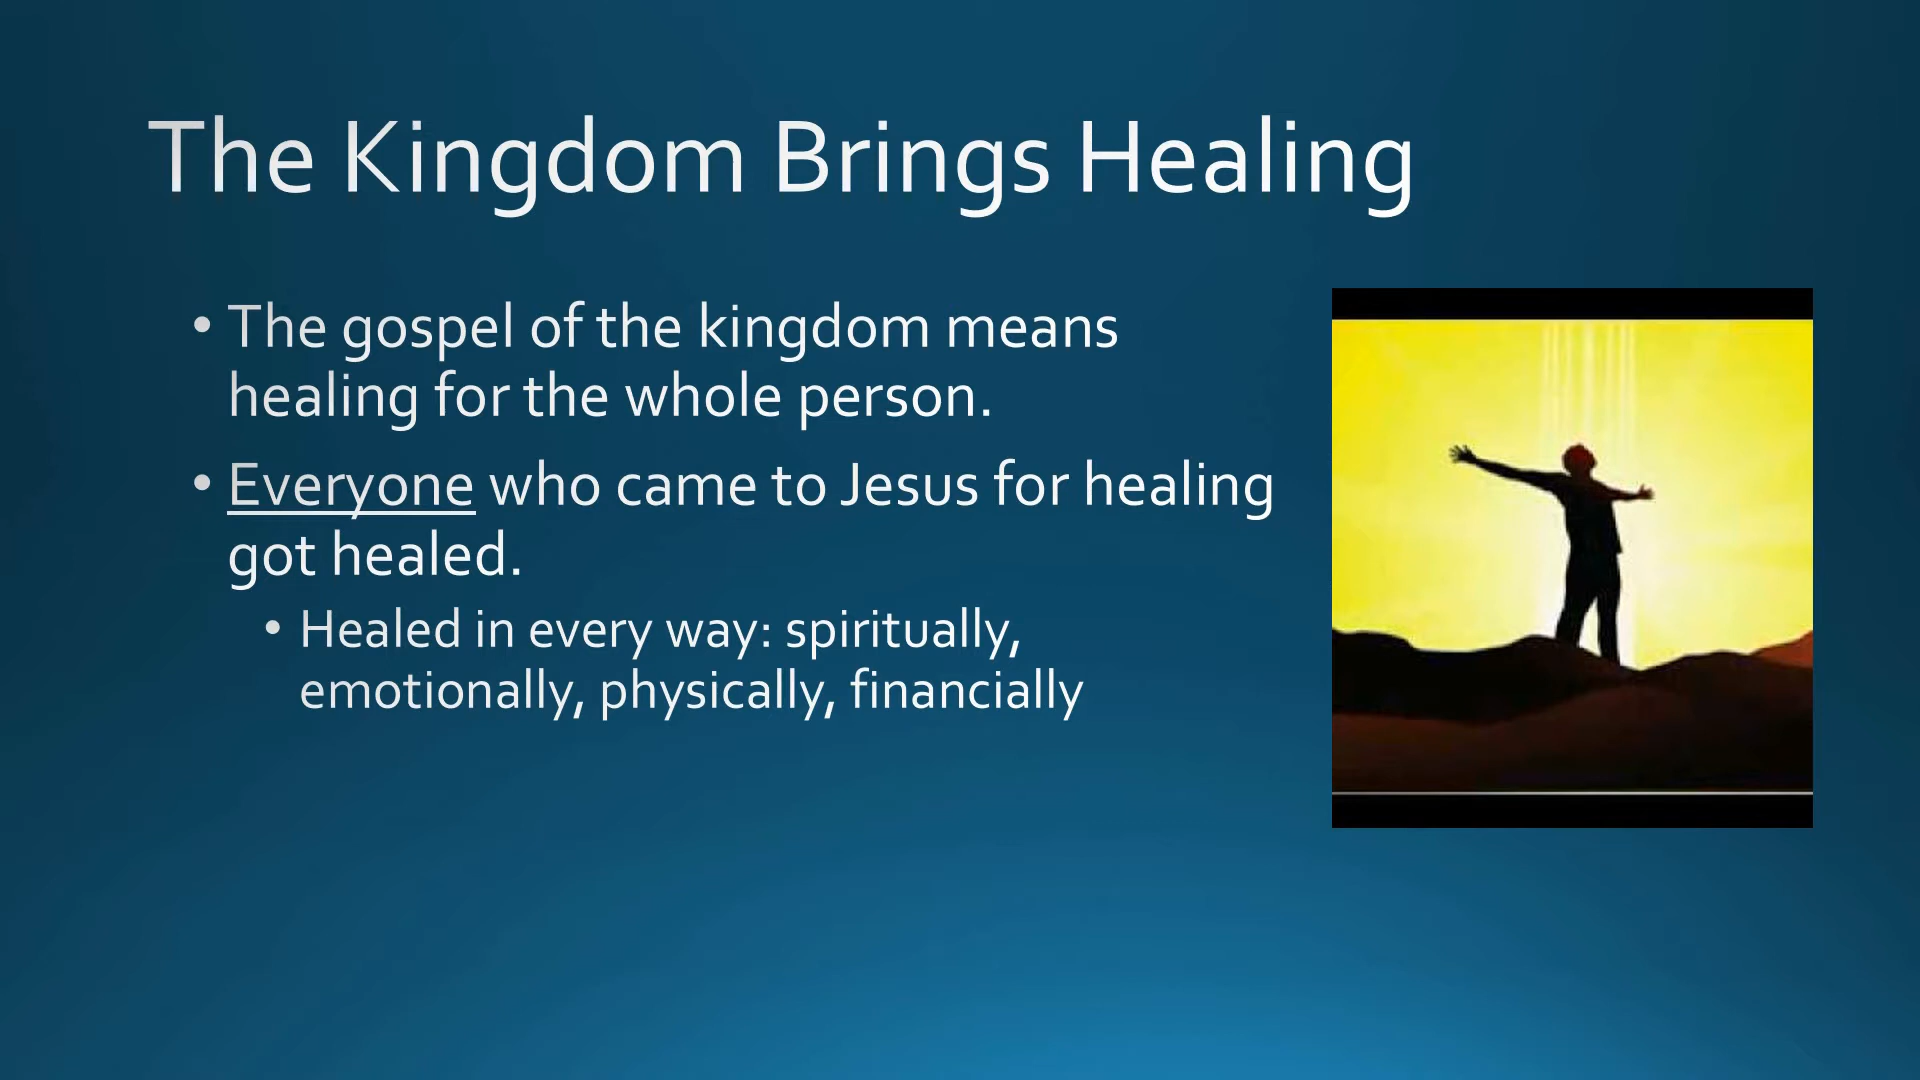 The Kingdom Brings Healing
• The gospel of the kingdom means
healing for the whole person.
• Everyone who came to Jesus for healing
got healed.
• Healed in every way: spiritually,
emotionally, physically, financially